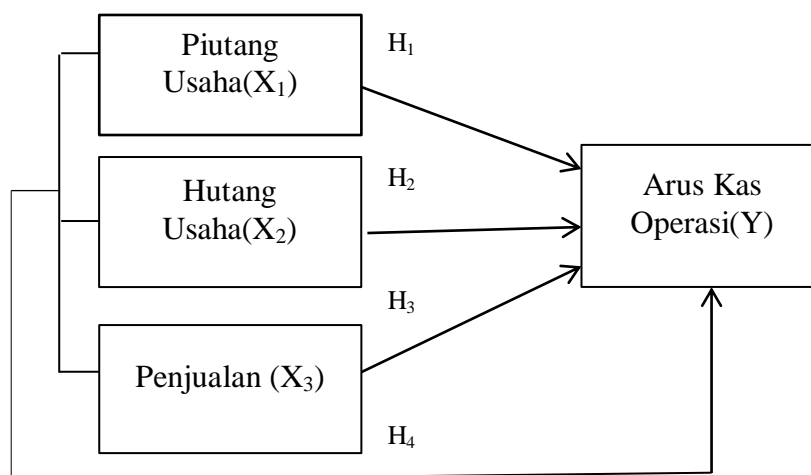 Piutang
Usaha(X₁)
H₁
Hutang
Usaha(X₂)
H₂
Arus Kas
Operasi(Y)
H₃
Penjualan (X₃)
H₄